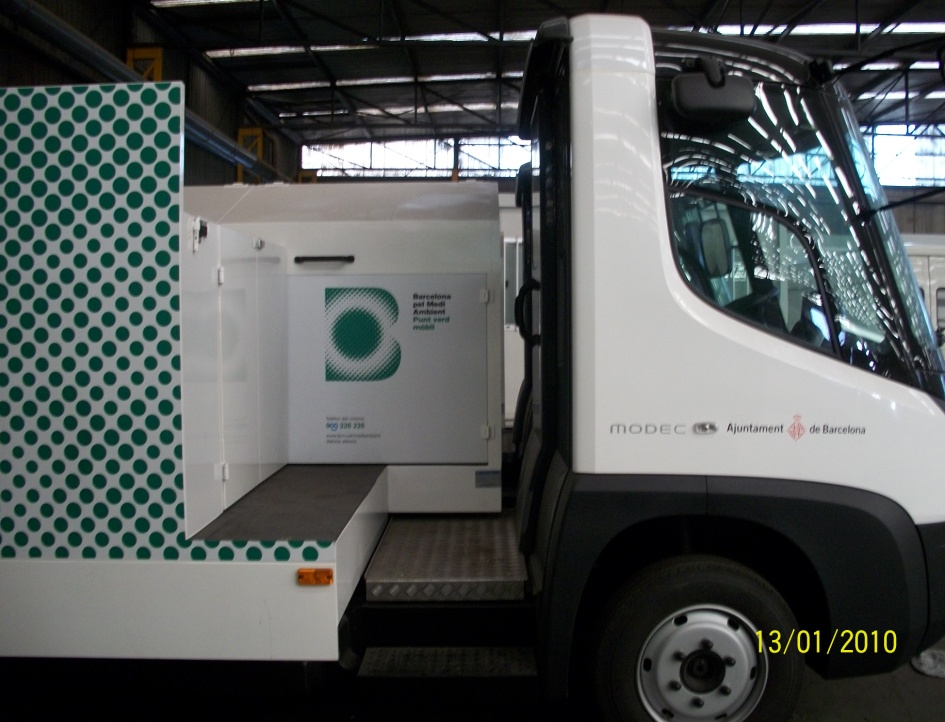 Barcelona
pel Medi
Ambient
Punt verd
mòbil
900 226 226
MODEC
Ajuntament de Barcelona
13/01/2010